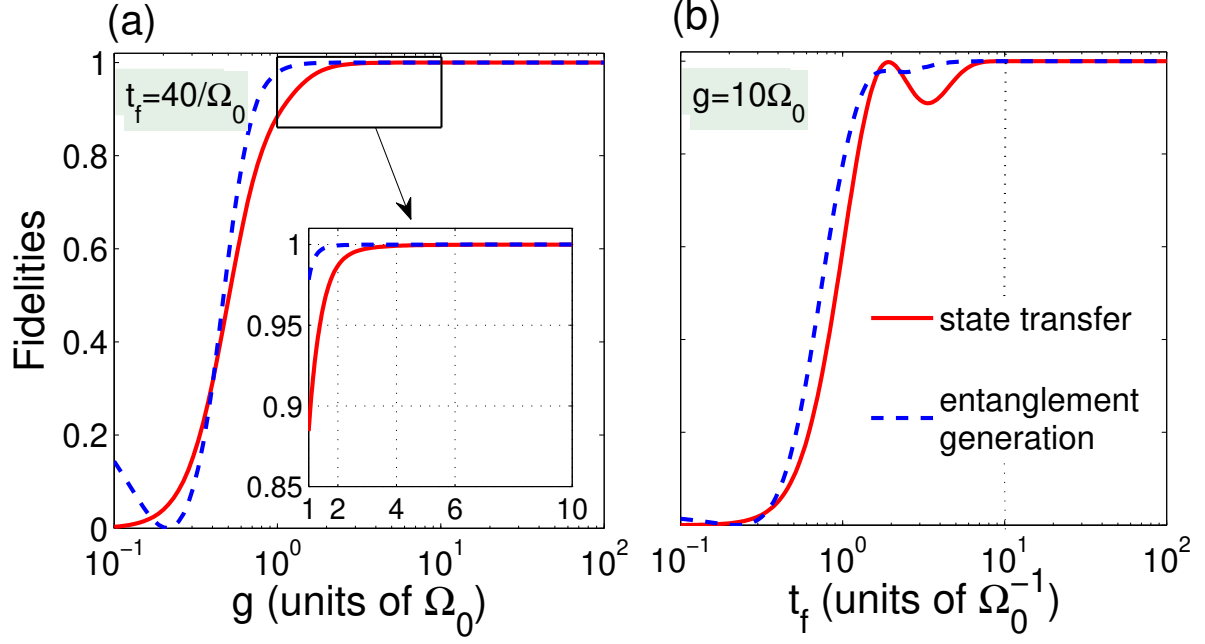 (a)
(b)
Fidelities
1
0.8
0.6
0.4
0.2
0
t_f=40/Ω_0
1
0.95
0.9
0.85
1 2 4 6 10
10^{-1} 10^0 10^1 10^2
g (units of Ω_0)
g=10Ω_0
state transfer
entanglement
generation
10^{-1} 10^0 10^1 10^2
t_f (units of Ω_0^{-1})